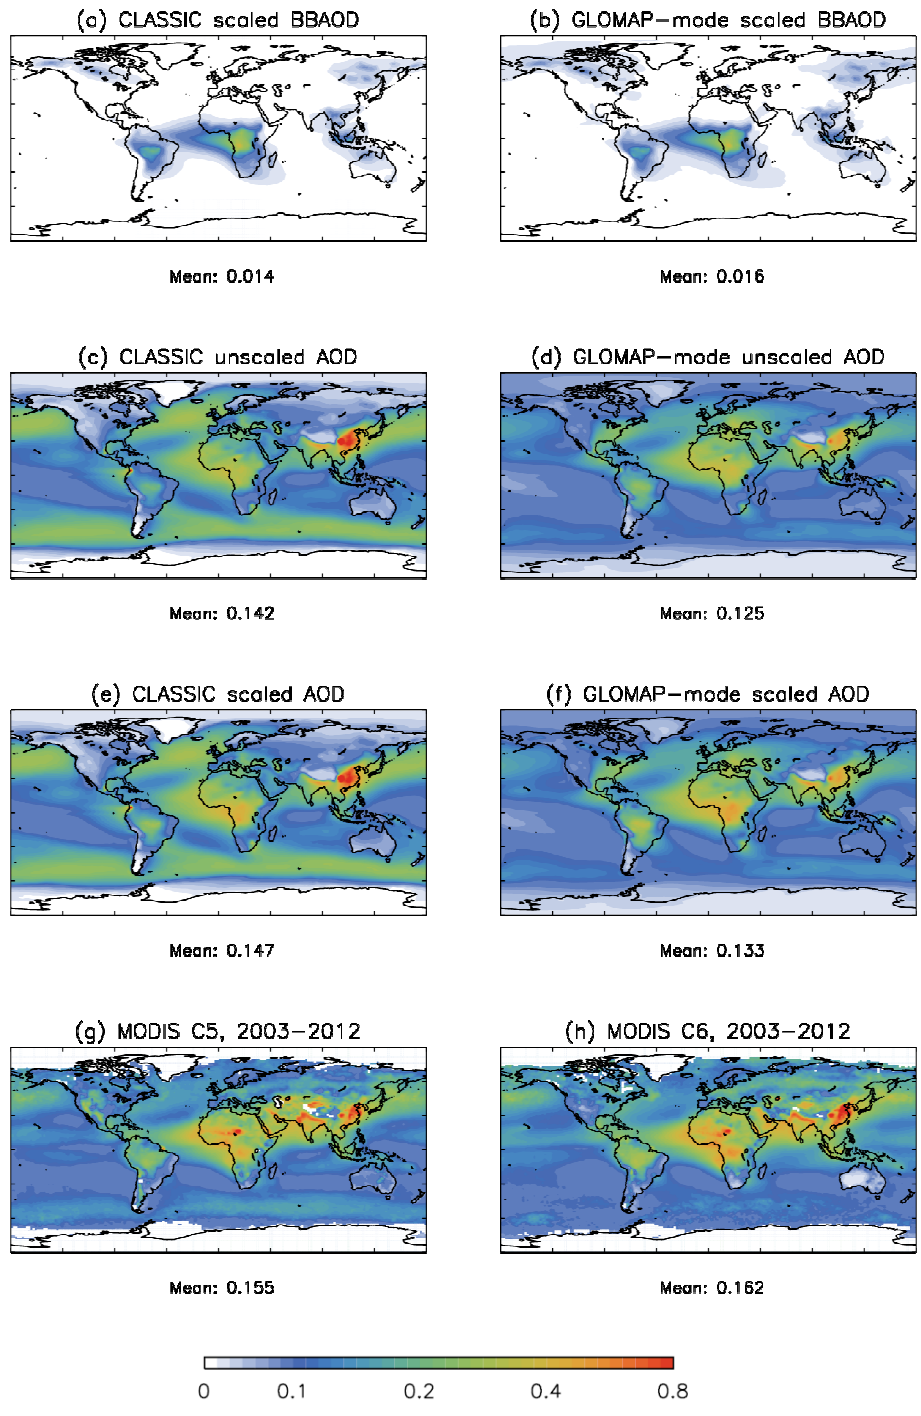 (a) CLASSIC scaled BBAOD
(b) GLOMAP-mode scaled BBAOD
Mean: 0.014
Mean: 0.016
(c) CLASSIC unscaled AOD
(d) GLOMAP-mode unscaled AOD
Mean: 0.142
Mean: 0.125
(e) CLASSIC scaled AOD
(f) GLOMAP-mode scaled AOD
Mean: 0.147
Mean: 0.133
(g) MODIS C5, 2003-2012
(h) MODIS C6, 2003-2012
Mean: 0.155
Mean: 0.162
0 0.1 0.2 0.4 0.8